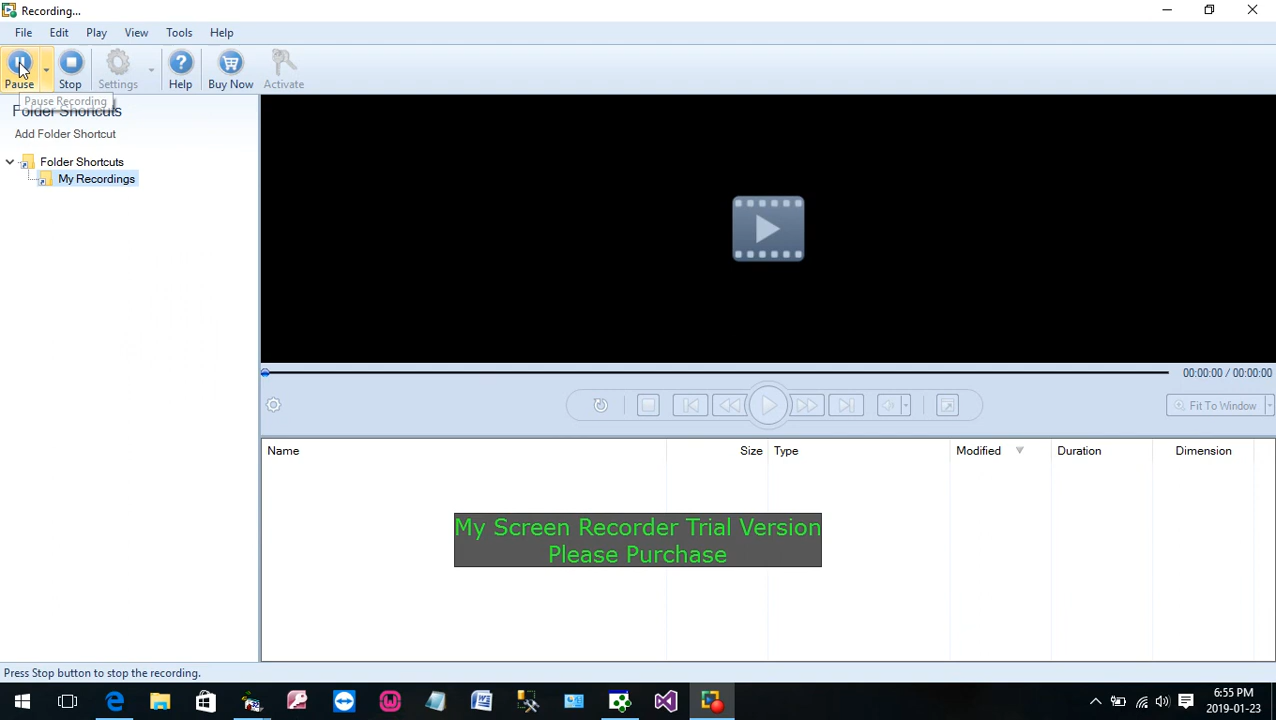 Recording...
File Edit Play View Tools Help
Pause Stop Settings Help Buy Now Activate
Pause Recording
Folder Shortcuts
Add Folder Shortcut
Folder Shortcuts
My Recordings
00:00:00 / 00:00:00
Fit To Window
Name Size Type Modified Duration Dimension
My Screen Recorder Trial Version
Please Purchase
Press Stop button to stop the recording.
6:55 PM
2019-01-23